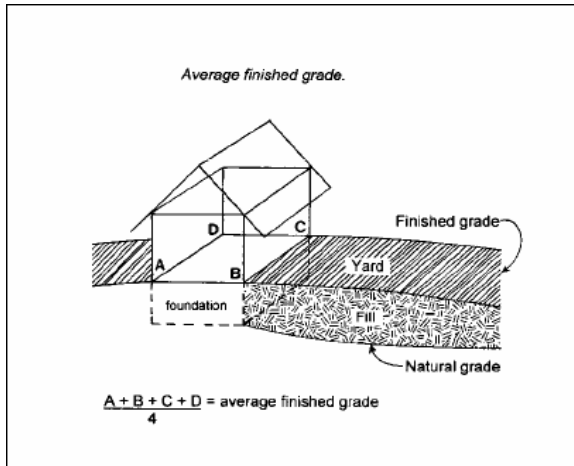 Average finished grade.
D
C
Finished grade
A
B
Yard
foundation
Fill
Natural grade
A + B + C + D = average finished grade
4